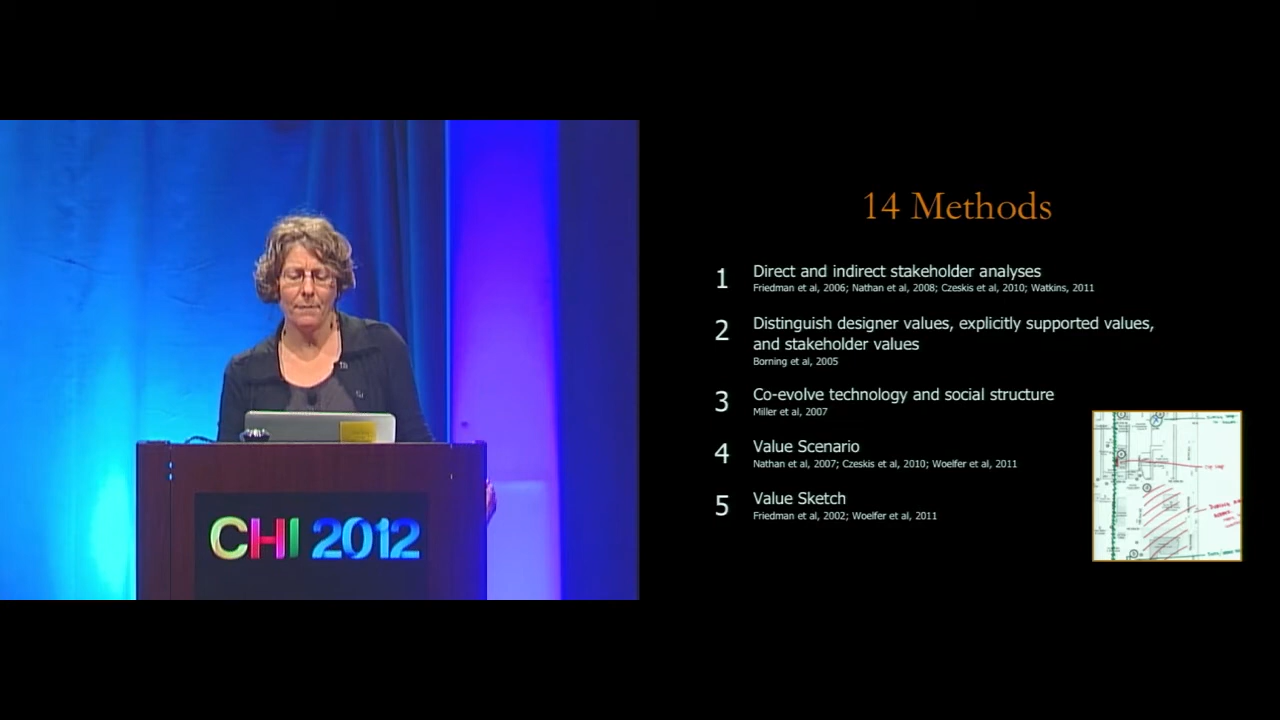 CHI 2012
14 Methods
1 Direct and indirect stakeholder analyses
Friedman et al, 2006; Nathan et al, 2008; Czeskis et al, 2010; Watkins, 2011
2 Distinguish designer values, explicitly supported values,
and stakeholder values
Borning et al, 2005
3 Co-evolve technology and social structure
Miller et al, 2007
4 Value Scenario
Nathan et al, 2007; Czeskis et al, 2010; Woelfer et al, 2011
5 Value Sketch
Friedman et al, 2002; Woelfer et al, 2011